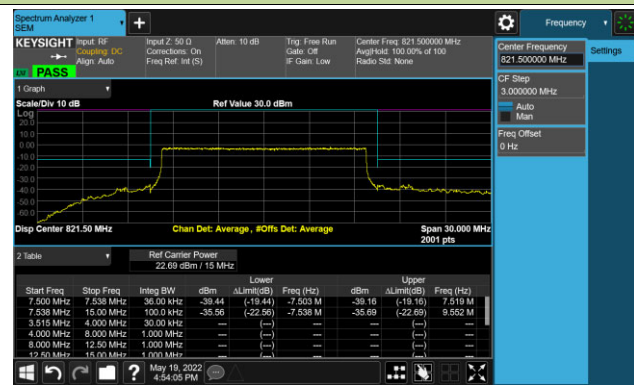 Spectrum Analyzer 1
SEM
+
Frequency
KEYSIGHT
Input: RF
Coupling: DC
Align: Auto
Input Z: 50 Ω
Corrections: On
Freq Ref: Int (S)
Atten: 10 dB
Trig: Free Run
Gate: Off
IF Gain: Low
Center Freq: 821.500000 MHz
Avg|Hold: 100.00% of 100
Radio Std: None
PASS
Center Frequency
821.500000 MHz
Settings
CF Step
3.000000 MHz
Auto
Man
Freq Offset
0 Hz
1 Graph
Scale/Div 10 dB
Ref Value 30.0 dBm
Log
20.0
10.0
0.00
-10.0
-20.0
-30.0
-40.0
-50.0
-60.0
Disp Center 821.50 MHz
Chan Det: Average, #Offs Det: Average
Span 30.000 MHz
2001 pts
2 Table
Ref Carrier Power
22.69 dBm / 15 MHz
Lower Upper
Start Freq Stop Freq Integ BW dBm ΔLimit(dB) Freq (Hz) dBm ΔLimit(dB) Freq (Hz)
7.500 MHz 7.538 MHz 36.00 kHz -39.44 (-19.44) -7.503 M -39.16 (-19.16) 7.519 M
7.538 MHz 15.00 MHz 100.0 kHz -35.56 (-22.56) -7.538 M -35.69 (-22.69) 9.552 M
3.515 MHz 4.000 MHz 30.00 kHz --- (---) --- --- (---) ---
4.000 MHz 8.000 MHz 1.000 MHz --- (---) --- --- (---) ---
8.000 MHz 12.50 MHz 1.000 MHz --- (---) --- --- (---) ---
12.50 MHz 15.00 MHz 1.000 MHz --- (---) --- --- (---) ---
?
May 19, 2022
4:54:05 PM